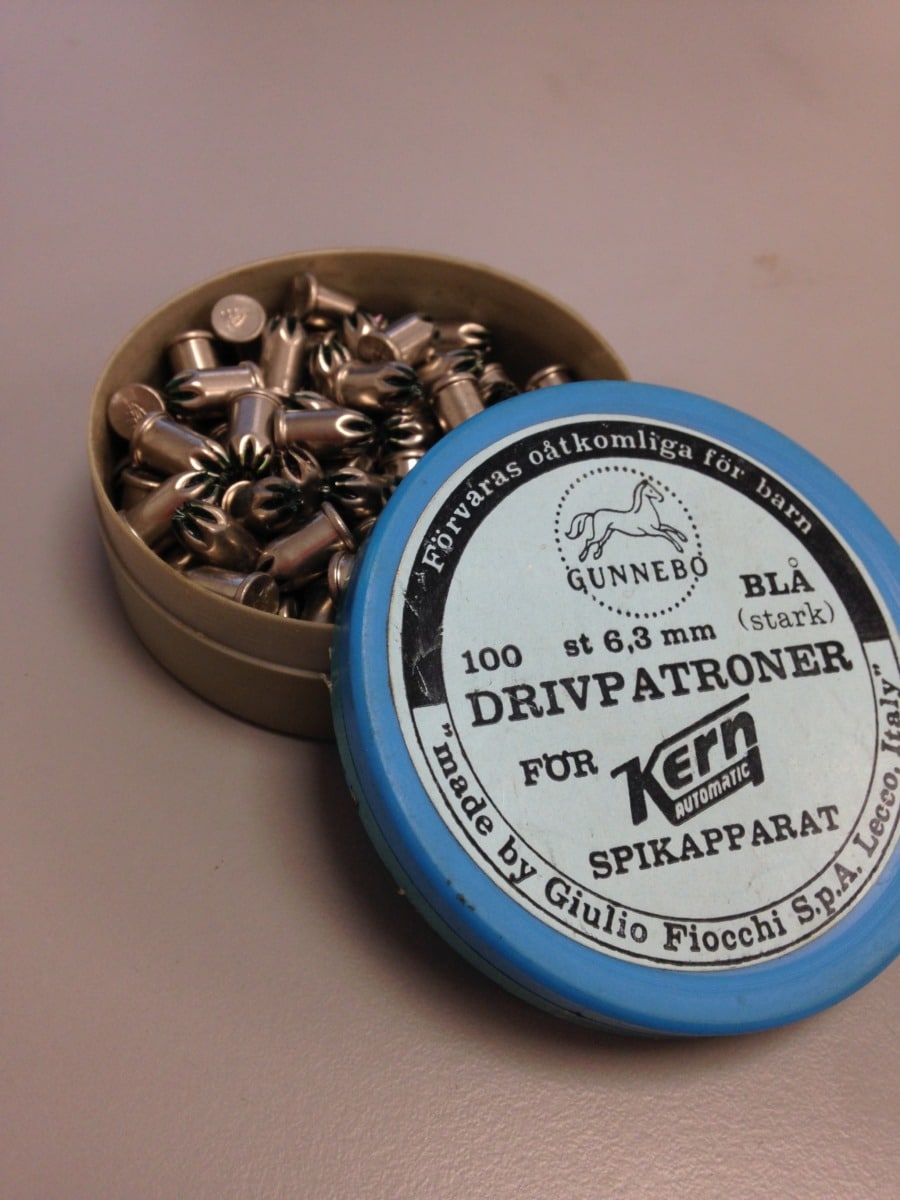 Förvaras oåtkomliga för barn
GUNNEBO
BLÅ
(stark)
100 st 6,3 mm
DRIVPATRONER
FÖR Kern
AUTOMATIC
SPIKAPPARAT
"made by Giulio Fiocchi S.p.A. Lecco, Italy"